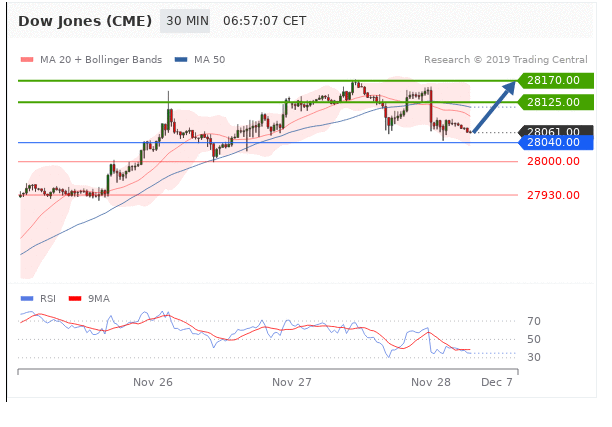 Dow Jones (CME) 30 MIN 06:57:07 CET
MA 20 + Bollinger Bands MA 50 Research © 2019 Trading Central
28170.00
28125.00
28061.00
28040.00
28000.00
27930.00
RSI 9MA
70
50
30
Nov 26 Nov 27 Nov 28 Dec 7